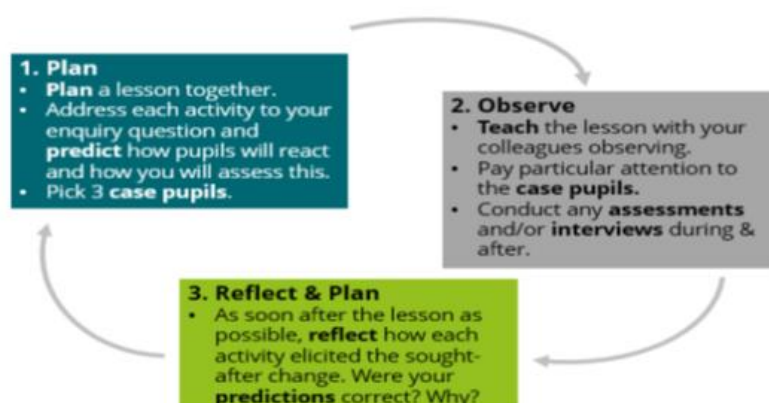 1. Plan
• Plan a lesson together.
• Address each activity to your
enquiry question and
predict how pupils will react
and how you will assess this.
• Pick 3 case pupils.
2. Observe
• Teach the lesson with your
colleagues observing.
• Pay particular attention to
the case pupils.
• Conduct any assessments
and/or interviews during &
after.
3. Reflect & Plan
• As soon after the lesson as
possible, reflect how each
activity elicited the sought-
after change. Were your
predictions correct? Why?